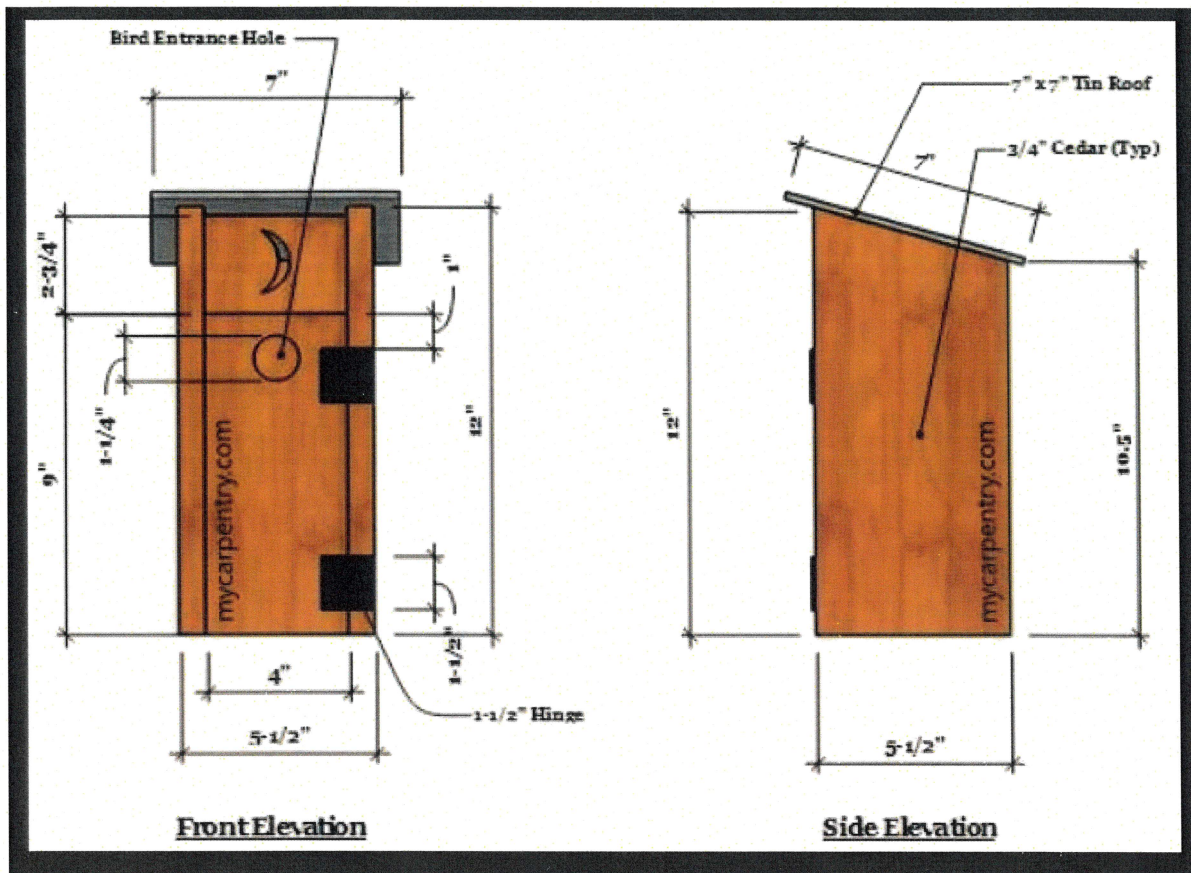 Bird Entrance Hole
7"
7" x 7" Tin Roof
3/4" Cedar (Typ)
7"
2-3/4"
1"
1-1/4"
9"
12"
mycarpentry.com
1-1/2"
4"
5-1/2"
1-1/2" Hinge
Front Elevation
12"
10.5"
mycarpentry.com
5-1/2"
Side Elevation